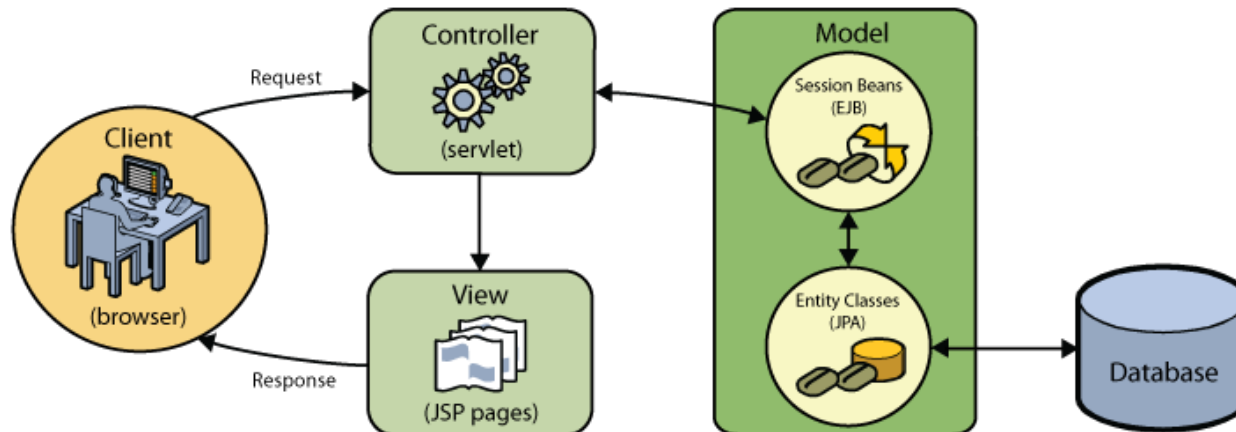 Controller
(servlet)
Model
Session Beans
(EJB)
Request
Client
(browser)
View
(JSP pages)
Response
Entity Classes
(JPA)
Database